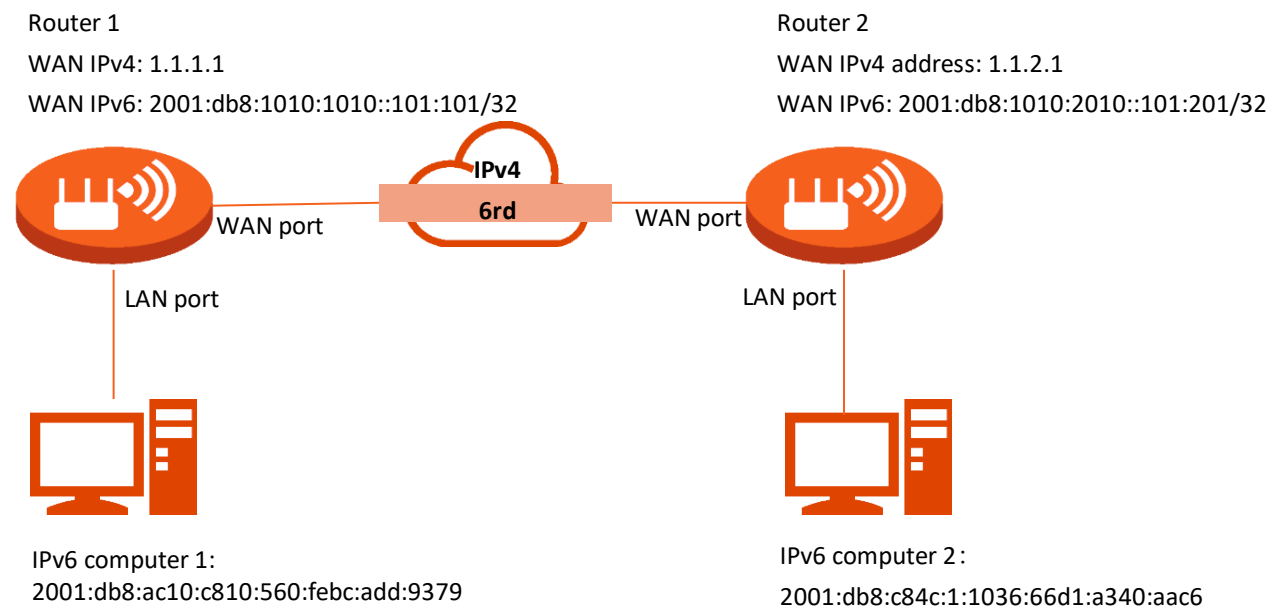 Router 1
WAN IPv4: 1.1.1.1
WAN IPv6: 2001:db8:1010:1010::101:101/32
Router 2
WAN IPv4 address: 1.1.2.1
WAN IPv6: 2001:db8:1010:2010::101:201/32
IPv4
6rd
WAN port
WAN port
LAN port
LAN port
IPv6 computer 1:
2001:db8:ac10:c810:560:febc:add:9379
IPv6 computer 2：
2001:db8:c84c:1:1036:66d1:a340:aac6